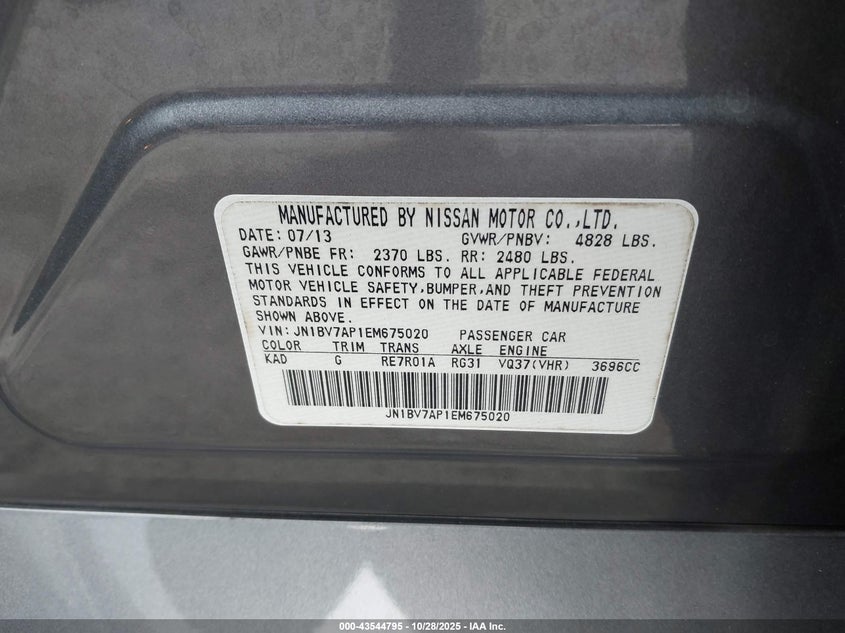 MANUFACTURED BY NISSAN MOTOR CO.,LTD.
DATE: 07/13 GVWR/PNBV: 4828 LBS.
GAWR/PNBE FR: 2370 LBS. RR: 2480 LBS.
THIS VEHICLE CONFORMS TO ALL APPLICABLE FEDERAL
MOTOR VEHICLE SAFETY,BUMPER,AND THEFT PREVENTION
STANDARDS IN EFFECT ON THE DATE OF MANUFACTURE
SHOWN ABOVE.
VIN: JN1BV7AP1EM675020 PASSENGER CAR
COLOR TRIM TRANS AXLE ENGINE
KAD G RE7R01A RG31 VQ37(VHR) 3696CC
JN1BV7AP1EM675020
000-43544795 - 10/28/2025 - IAA Inc.